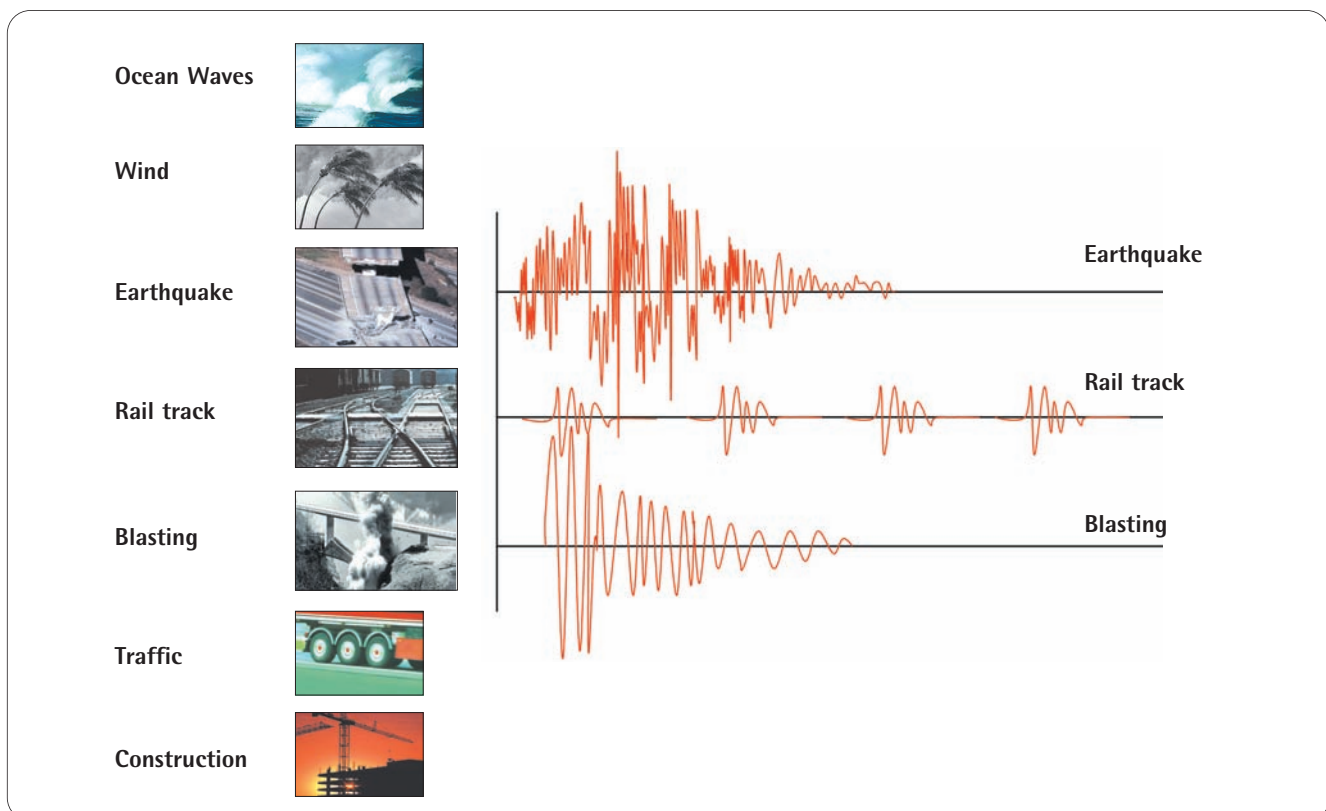 Ocean Waves
Wind
Earthquake
Rail track
Blasting
Traffic
Construction
Earthquake
Rail track
Blasting